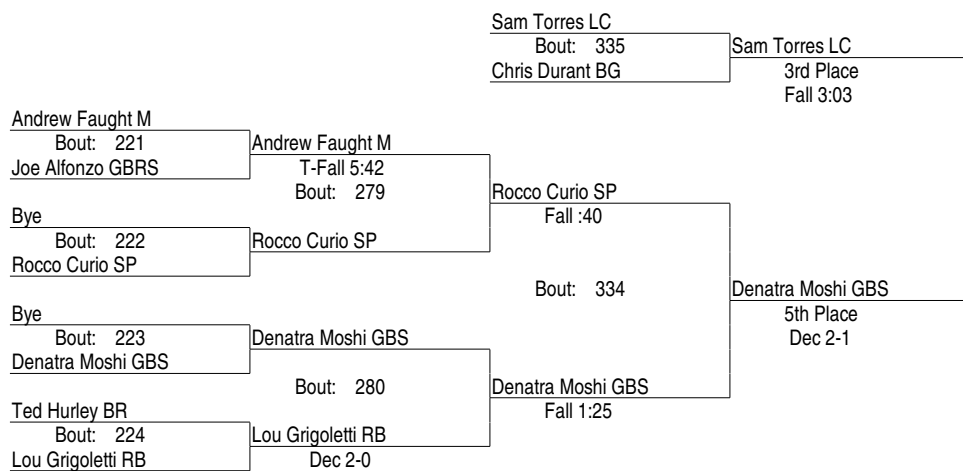 Sam Torres LC
Bout: 335
Sam Torres LC
Chris Durant BG
3rd Place
Fall 3:03
Andrew Faught M
Bout: 221
Andrew Faught M
Joe Alfonzo GBRS
T-Fall 5:42
Bout: 279
Rocco Curio SP
Bye
Fall :40
Bout: 222
Rocco Curio SP
Rocco Curio SP
Bout: 334
Denatra Moshi GBS
Bye
5th Place
Bout: 223
Denatra Moshi GBS
Dec 2-1
Denatra Moshi GBS
Bout: 280
Denatra Moshi GBS
Ted Hurley BR
Fall 1:25
Bout: 224
Lou Grigoletti RB
Lou Grigoletti RB
Dec 2-0